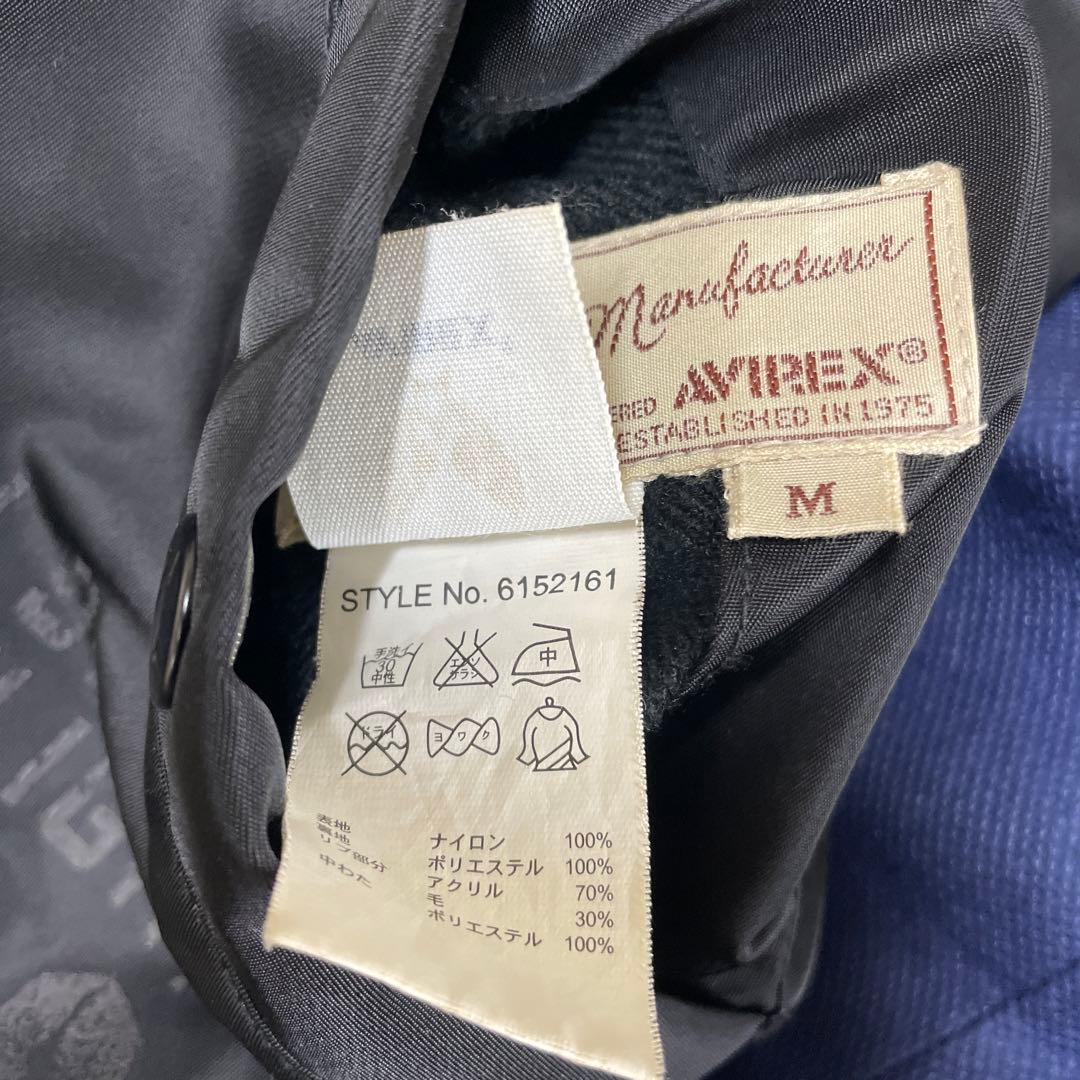 Manufacturer
AVIREX®
ERED
ESTABLISHED IN 1975
M
STYLE No. 6152161
手洗イ
30
中性
エンソ
サラシ
中
ドライ
ヨワク
表地 ナイロン 100%
裏地 ポリエステル 100%
リブ部分 アクリル 70%
毛 30%
中わた ポリエステル 100%